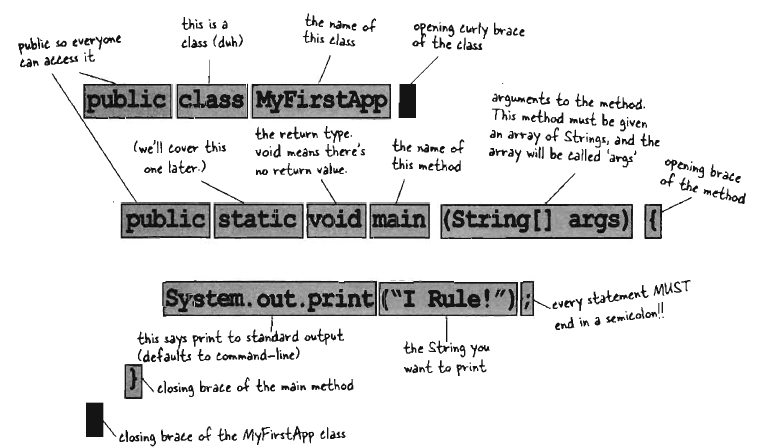 this is a
class (duh)
the name of
this class
opening curly brace
of the class
public so everyone
can access it
public class MyFirstApp
arguments to the method.
This method must be given
an array of Strings, and the
array will be called 'args'
(we'll cover this
one later.)
the return type.
void means there's
no return value.
the name of
this method
opening brace
of the method
public static void main (String[] args) {
System.out.print ("I Rule!") ;
every statement MUST
end in a semicolon!!
this says print to standard output
(defaults to command-line)
the String you
want to print
}
closing brace of the main method
closing brace of the MyFirstApp class